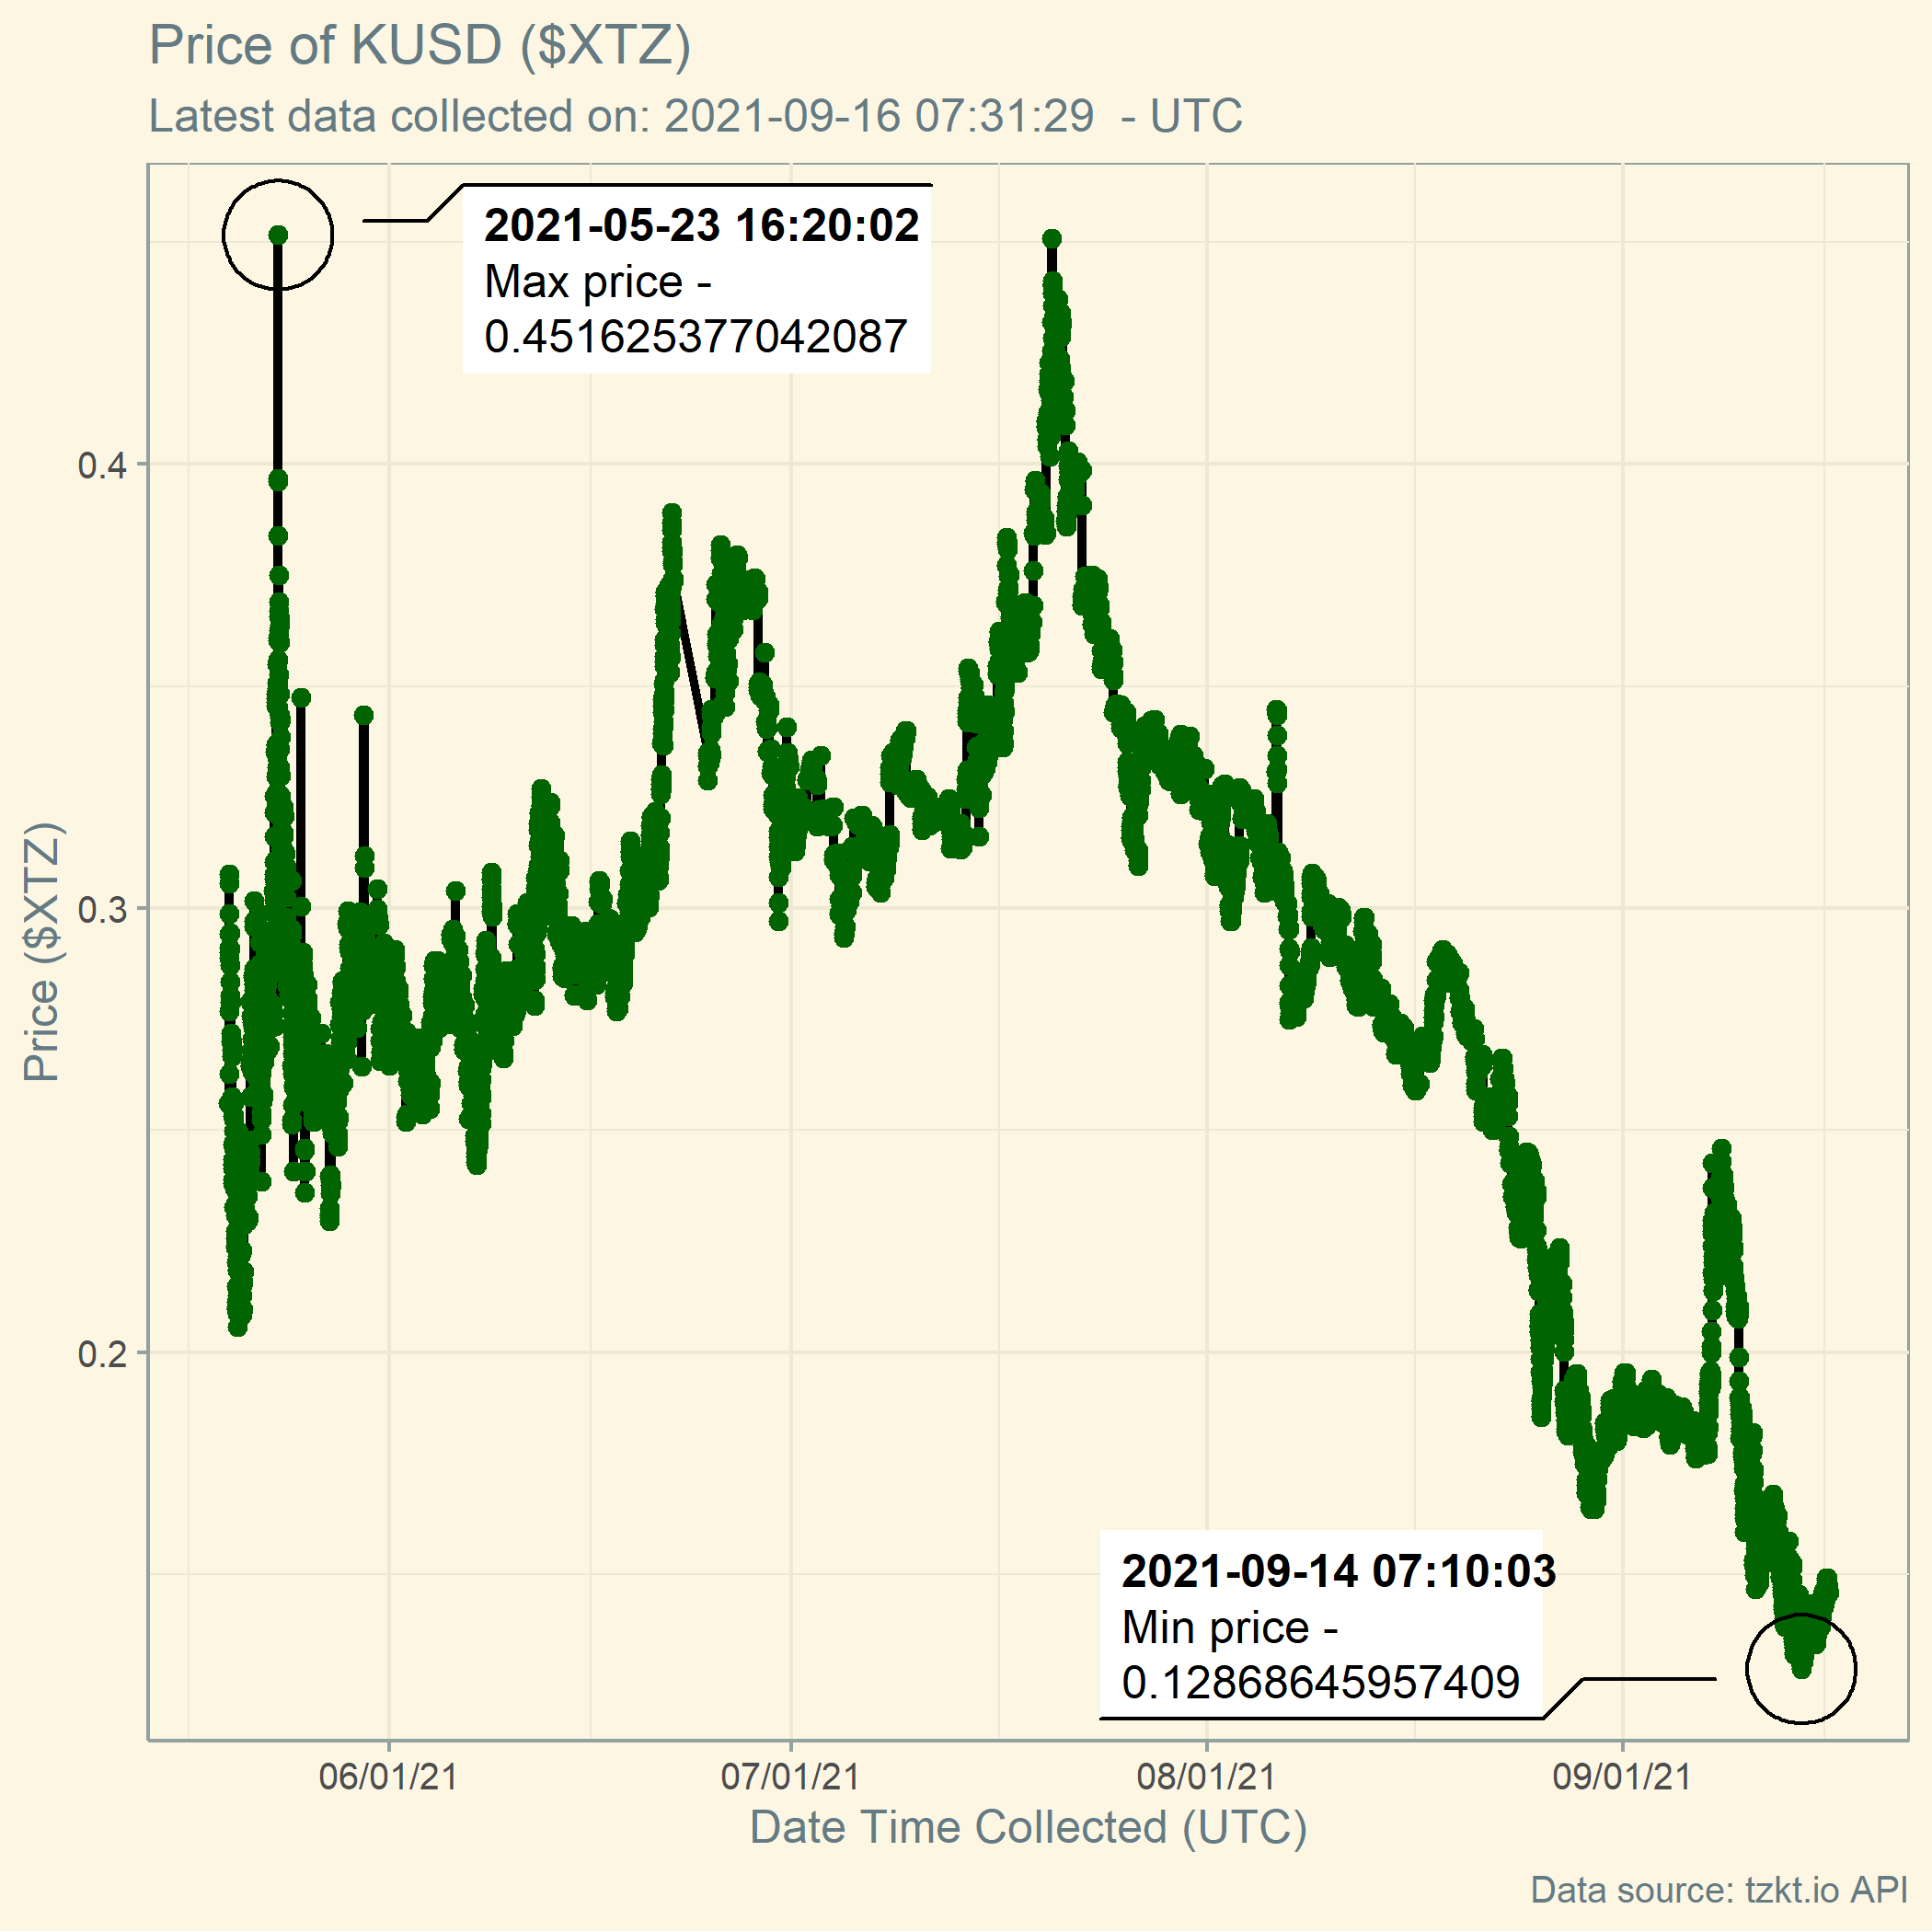 Price of KUSD ($XTZ)
Latest data collected on: 2021-09-16 07:31:29  - UTC
2021-05-23 16:20:02
Max price -
0.451625377042087
0.4
0.3
0.2
Price ($XTZ)
2021-09-14 07:10:03
Min price -
0.12868645957409
06/01/21
07/01/21
08/01/21
09/01/21
Date Time Collected (UTC)
Data source: tzkt.io API